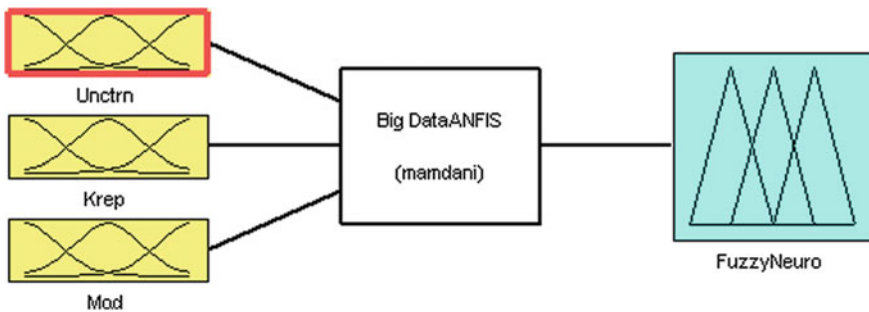 Unctrn
Krep
Mod
Big DataANFIS
(mamdani)
FuzzyNeuro